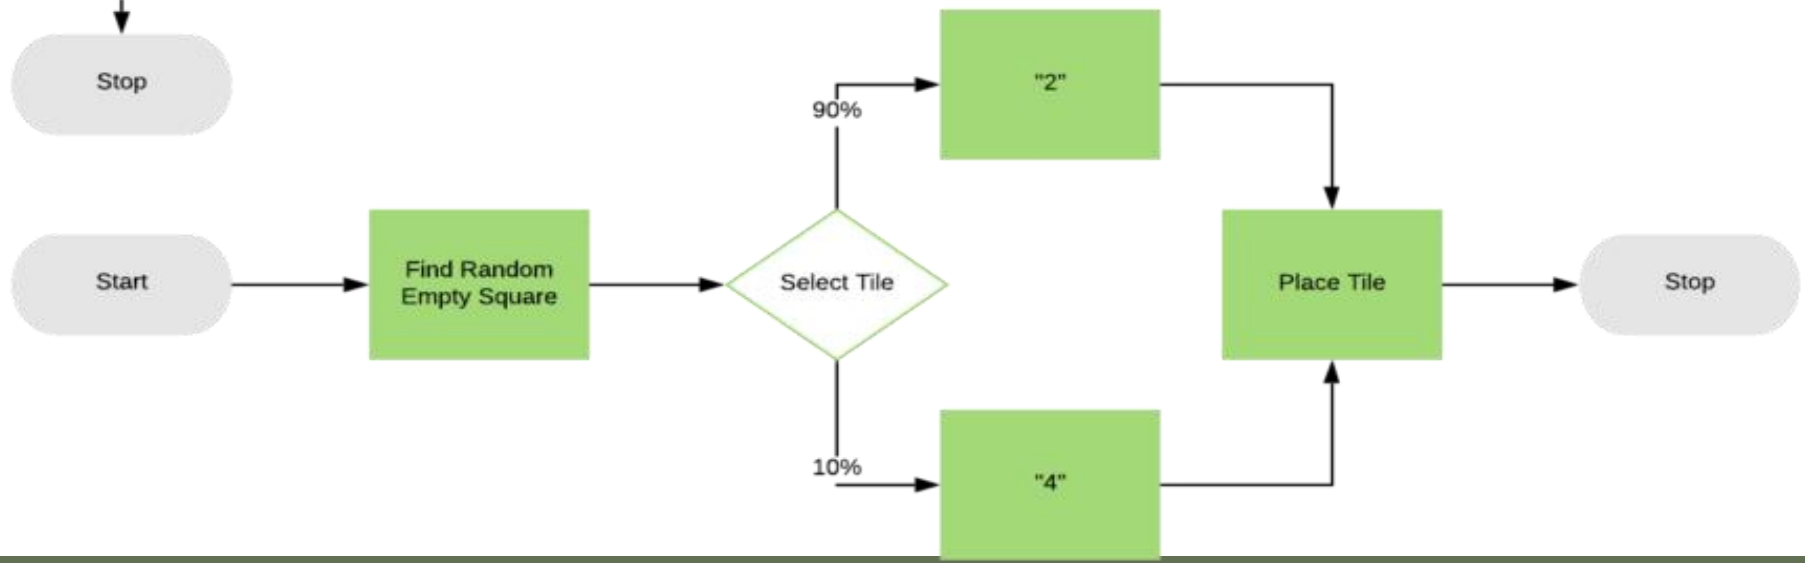 Stop
"2"
90%
Start
Find Random
Empty Square
Select Tile
Place Tile
Stop
10%
"4"